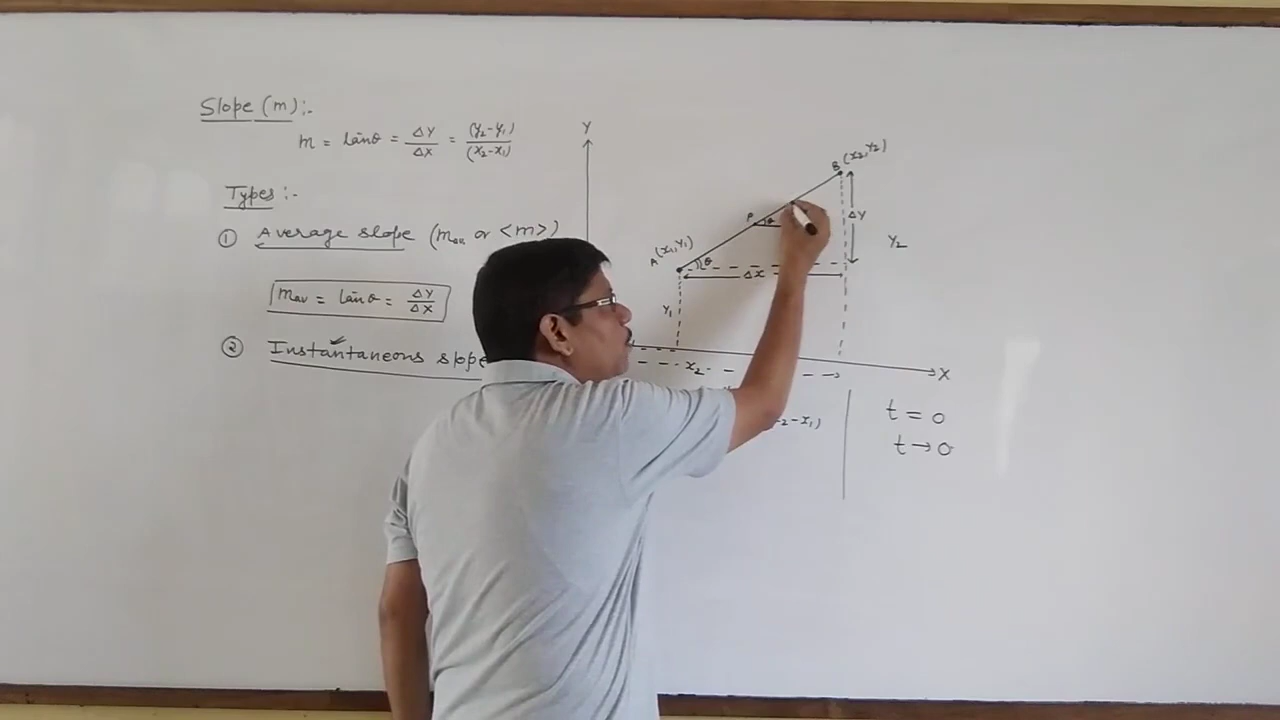 Slope (m):-
m = tanθ = ΔY/ΔX = (y₂-y₁)/(x₂-x₁)
Types :-
① Average slope (mav or <m>)
mav = tanθ = ΔY/ΔX
② Instantaneous slope
Y
B (x₂, Y₂)
P θ
ΔY
Y₂
A (x₁, Y₁)
θ
ΔX
Y₁
x₂
X
-x₁)
t = 0
t → 0